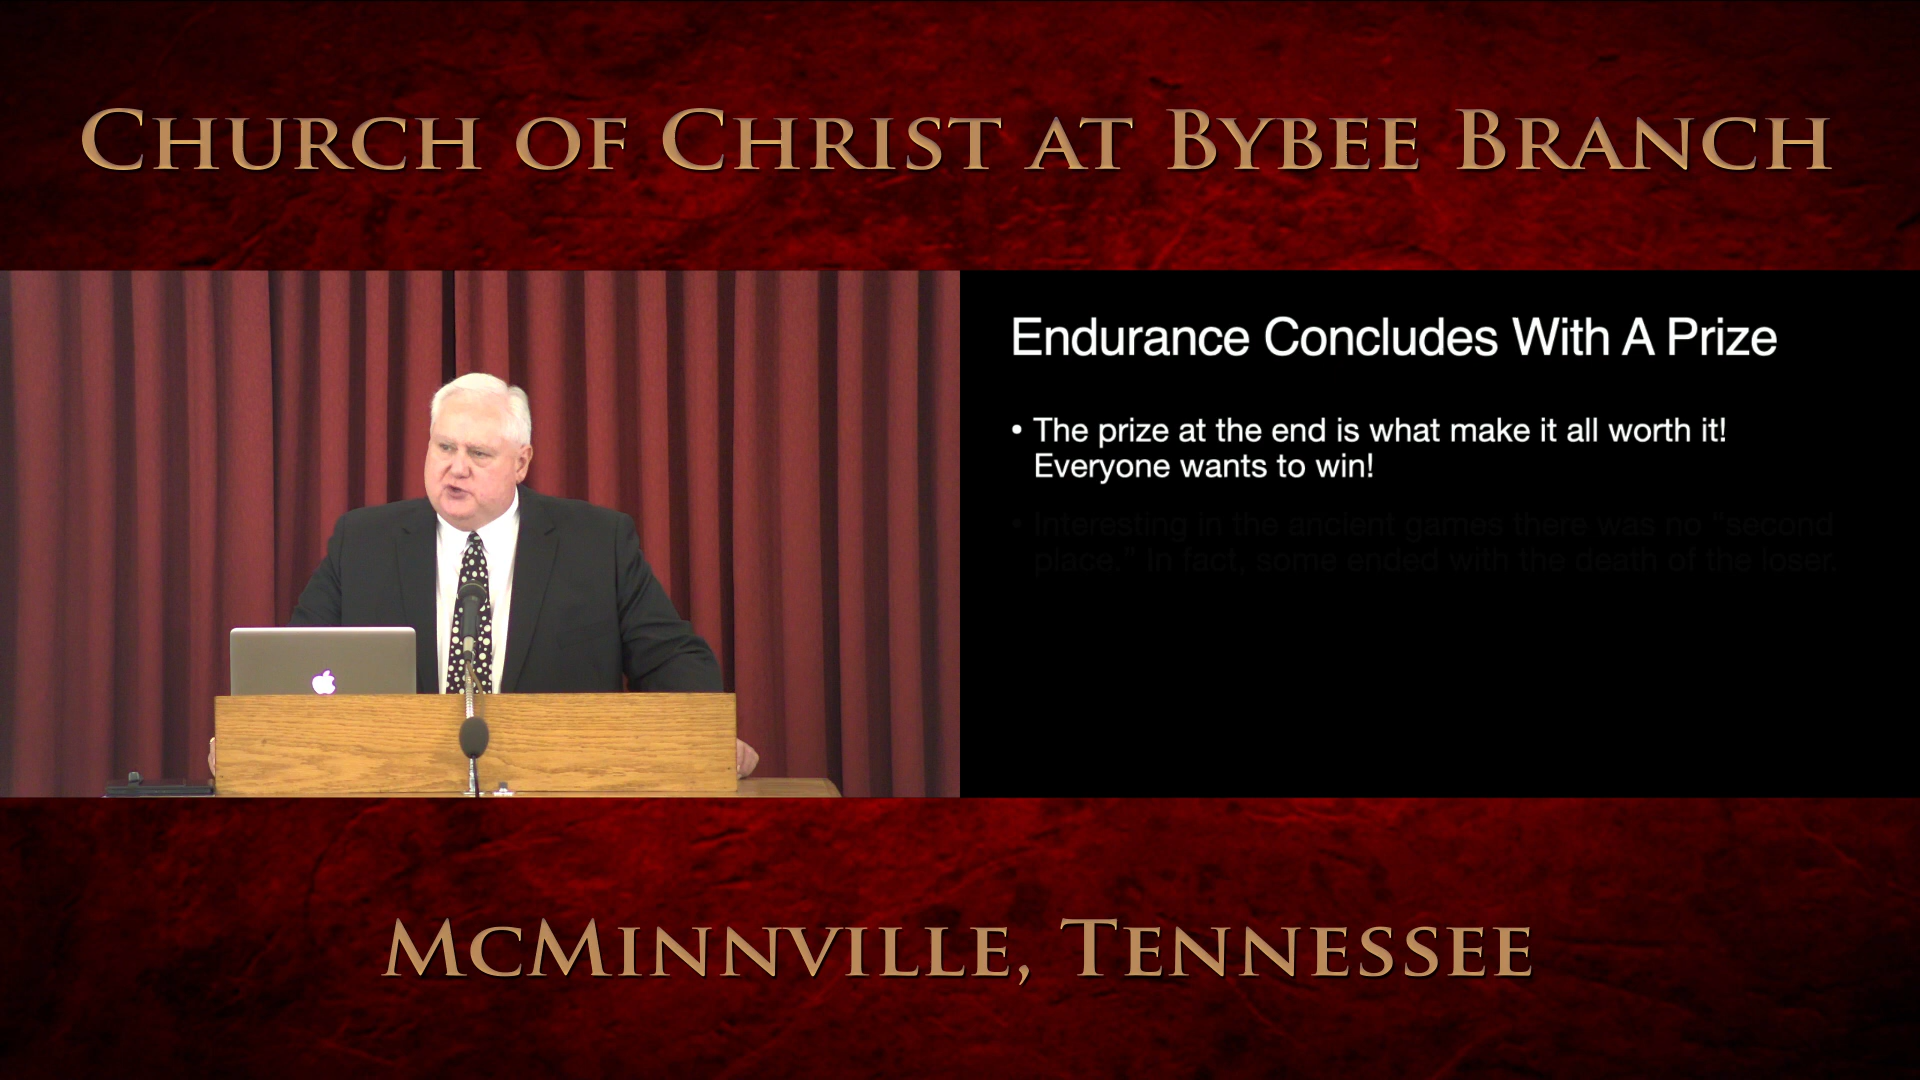 CHURCH OF CHRIST AT BYBEE BRANCH
Endurance Concludes With A Prize
• The prize at the end is what make it all worth it!
Everyone wants to win!
• Interesting in the ancient games there was no "second
place." In fact, some ended with the death of the loser.
MCMINNVILLE, TENNESSEE